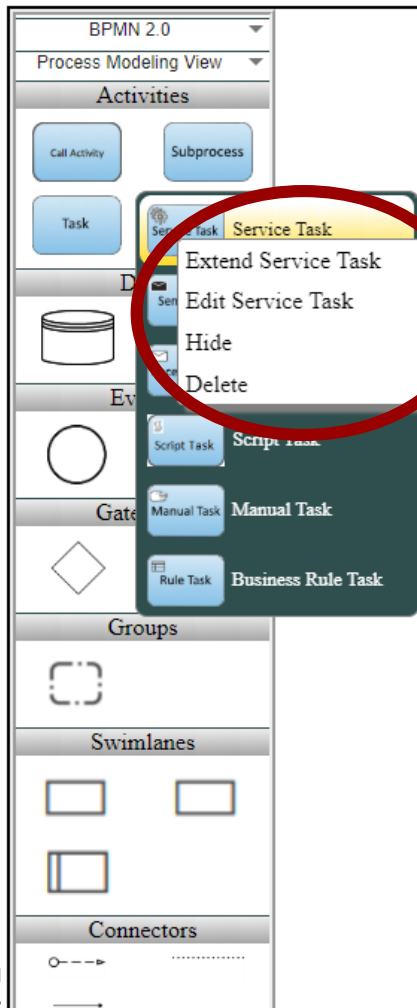 BPMN 2.0
Process Modeling View
Activities
Call Activity
Subprocess
Task
Service Task
Extend Service Task
Edit Service Task
Hide
Delete
Script Task
Script Task
Manual Task
Manual Task
Rule Task
Business Rule Task
Groups
Swimlanes
Connectors